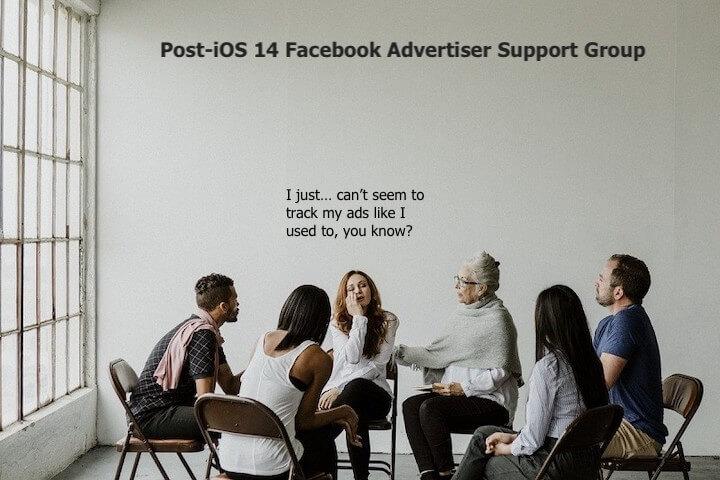 Post-iOS 14 Facebook Advertiser Support Group
I just... can't seem to
track my ads like I
used to, you know?